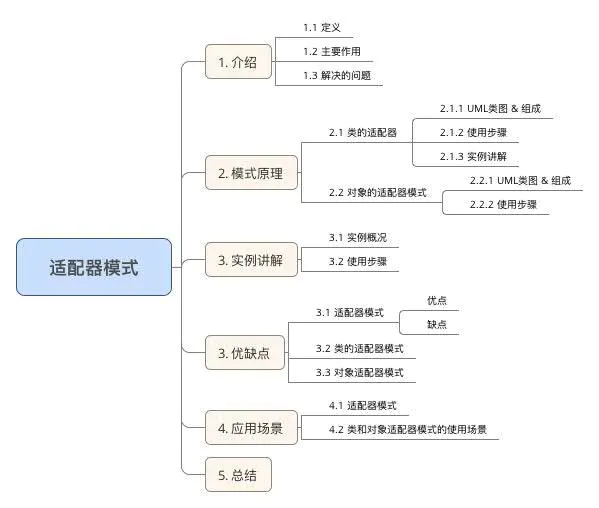 适配器模式
1. 介绍
1.1 定义
1.2 主要作用
1.3 解决的问题
2. 模式原理
2.1 类的适配器
2.1.1 UML类图 & 组成
2.1.2 使用步骤
2.1.3 实例讲解
2.2 对象的适配器模式
2.2.1 UML类图 & 组成
2.2.2 使用步骤
3. 实例讲解
3.1 实例概况
3.2 使用步骤
3. 优缺点
3.1 适配器模式
优点
缺点
3.2 类的适配器模式
3.3 对象适配器模式
4. 应用场景
4.1 适配器模式
4.2 类和对象适配器模式的使用场景
5. 总结